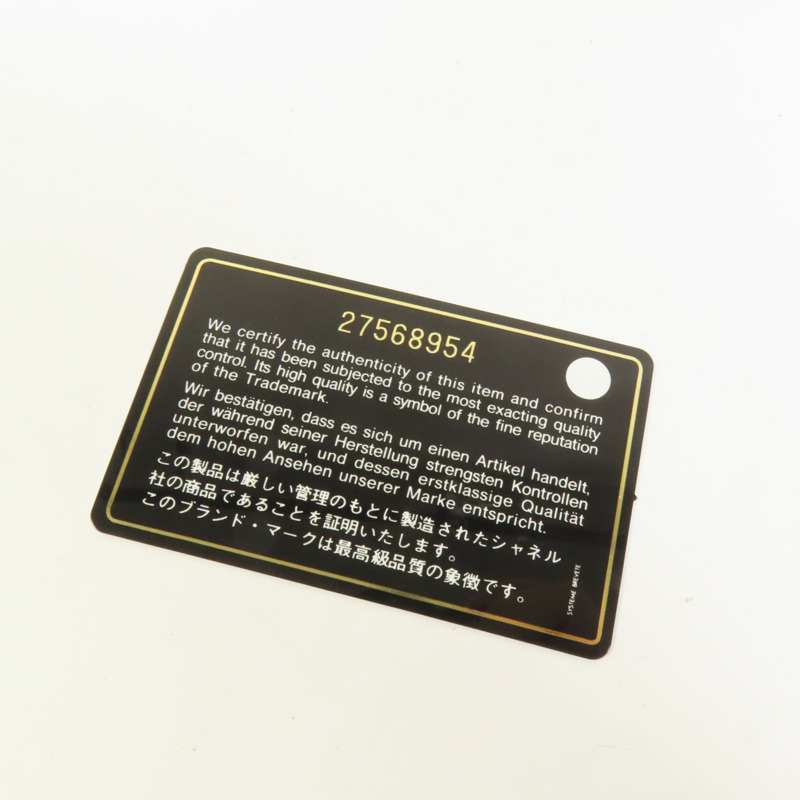 27568954
We certify the authenticity of this item and confirm
that it has been subjected to the most exacting quality
control. Its high quality is a symbol of the fine reputation
of the Trademark.
Wir bestätigen, dass es sich um einen Artikel handelt,
der während seiner Herstellung strengsten Kontrollen
unterworfen war, und dessen erstklassige Qualität
dem hohen Ansehen unserer Marke entspricht.
この製品は厳しい管理のもとに製造されたシャネル
社の商品であることを証明いたします。
このブランド・マークは最高級品質の象徴です。
SYSTEME BREVETE